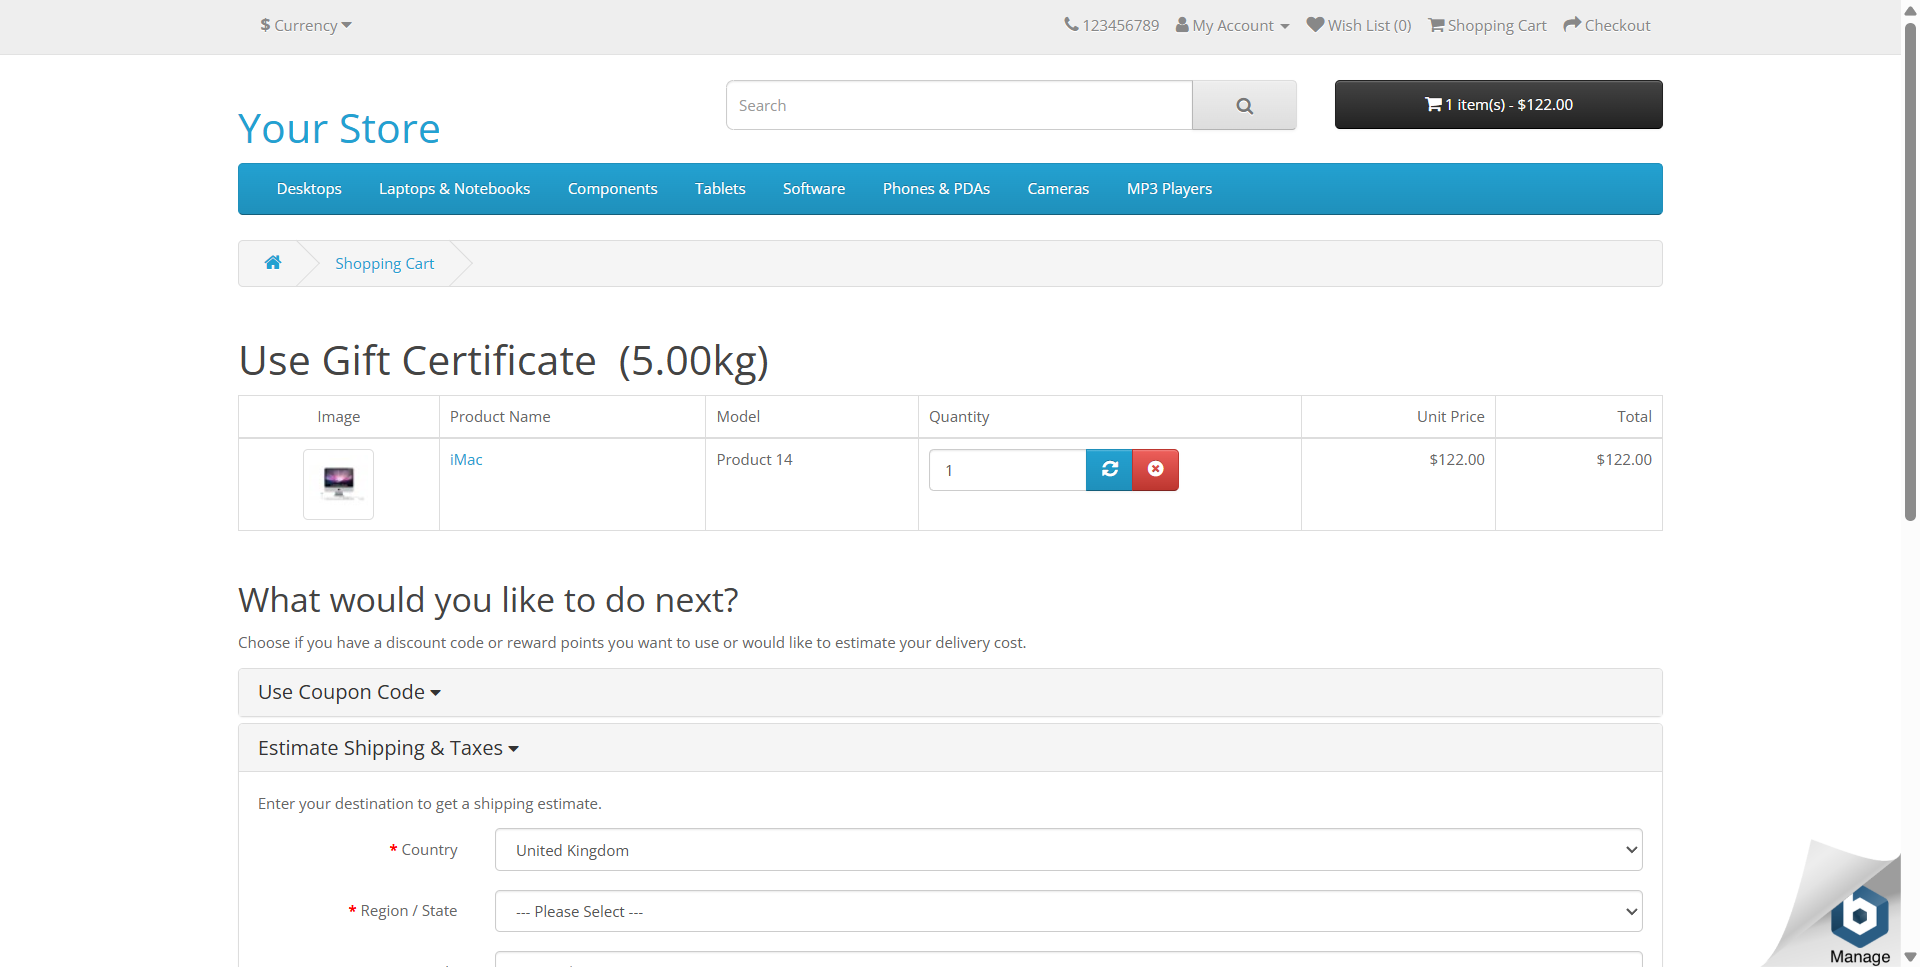 $ Currency
123456789 My Account Wish List (0) Shopping Cart Checkout
Search
1 item(s) - $122.00
Your Store
Desktops Laptops & Notebooks Components Tablets Software Phones & PDAs Cameras MP3 Players
Shopping Cart
Use Gift Certificate (5.00kg)
Image Product Name Model Quantity Unit Price Total
iMac Product 14 1 $122.00 $122.00
What would you like to do next?
Choose if you have a discount code or reward points you want to use or would like to estimate your delivery cost.
Use Coupon Code
Estimate Shipping & Taxes
Enter your destination to get a shipping estimate.
* Country United Kingdom
* Region / State --- Please Select ---
Manage